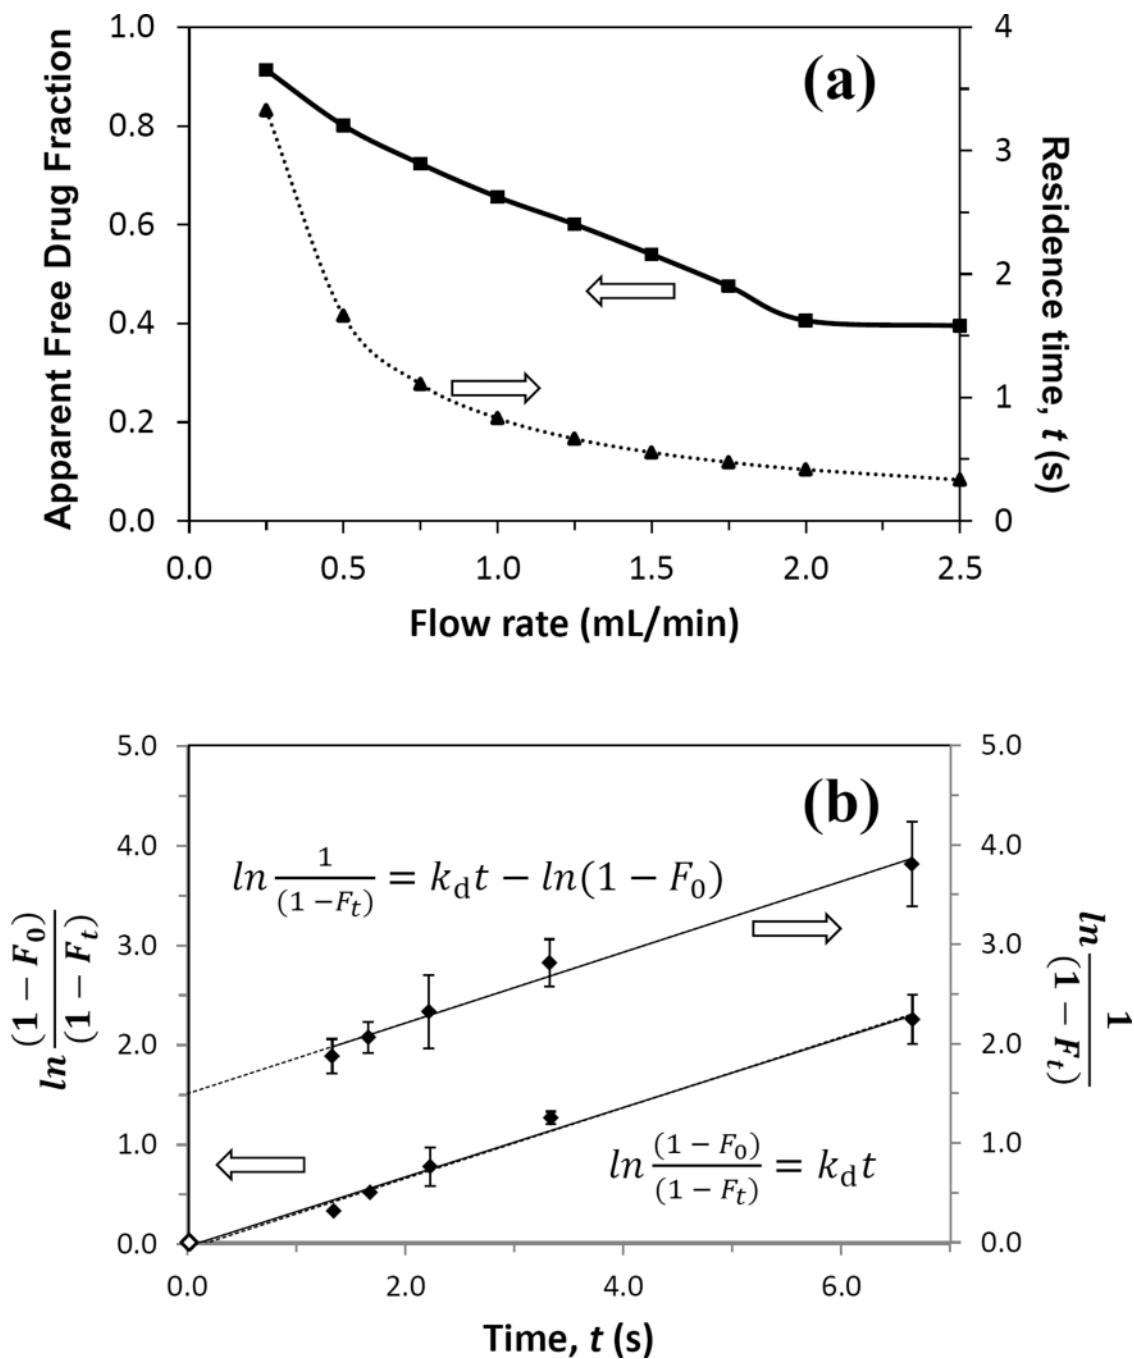 (a)
Apparent Free Drug Fraction
1.0
0.8
0.6
0.4
0.2
0.0
4
3
2
1
0
Residence time, t (s)
0.0 0.5 1.0 1.5 2.0 2.5
Flow rate (mL/min)
(b)
ln (1 − F₀) / (1 − Fₜ)
5.0
4.0
3.0
2.0
1.0
0.0
ln 1 / (1 − Fₜ) = k_d t − ln(1 − F₀)
ln (1 − F₀) / (1 − Fₜ) = k_d t
5.0
4.0
3.0
2.0
1.0
0.0
ln 1 / (1 − Fₜ)
0.0 2.0 4.0 6.0
Time, t (s)